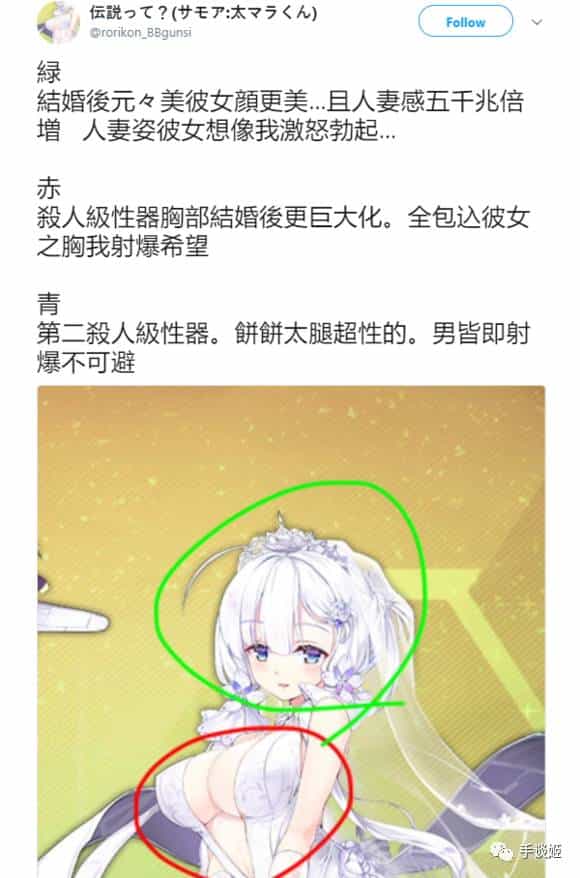 伝説って？(サモア:太マラくん)
@rorikon_BBgunsi
Follow
緑
結婚後元々美彼女顔更美...且人妻感五千兆倍
増　人妻姿彼女想像我激怒勃起...
赤
殺人級性器胸部結婚後更巨大化。全包込彼女
之胸我射爆希望
青
第二殺人級性器。餅餅太腿超性的。男皆即射
爆不可避
手谈姬